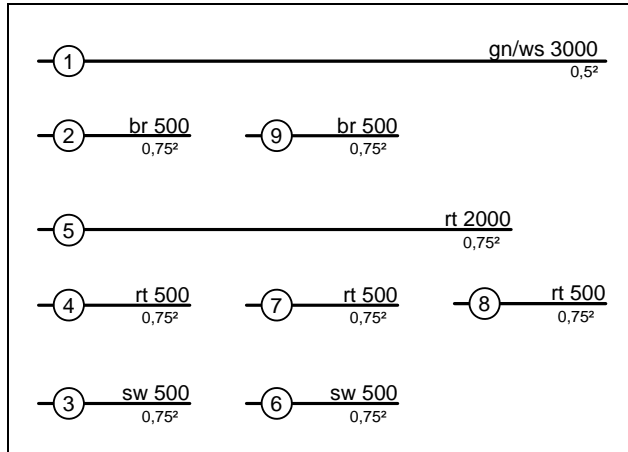 1 gn/ws 3000
0,5²
2 br 500 9 br 500
0,75² 0,75²
5 rt 2000
0,75²
4 rt 500 7 rt 500 8 rt 500
0,75² 0,75² 0,75²
3 sw 500 6 sw 500
0,75² 0,75²